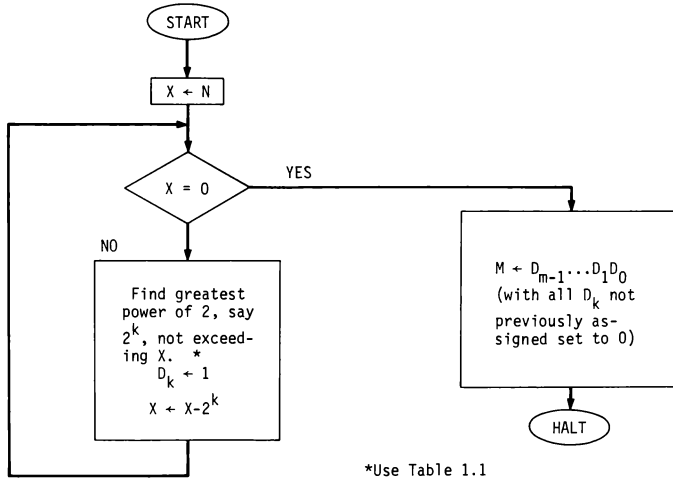 START
X ← N
X = 0
YES
NO
Find greatest
power of 2, say
2^k, not exceed-
ing X. *
D_k ← 1
X ← X-2^k
M ← D_m-1...D_1D_0
(with all D_k not
previously as-
signed set to 0)
HALT
*Use Table 1.1